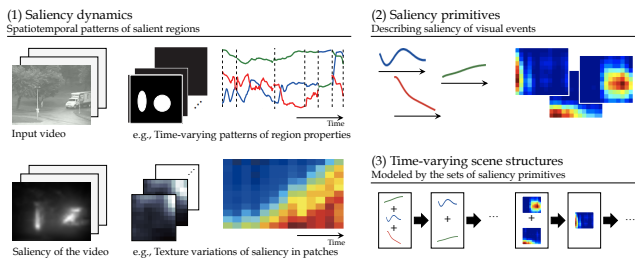 (1) Saliency dynamics
Spatiotemporal patterns of salient regions
Input video
e.g., Time-varying patterns of region properties
Time
Saliency of the video
e.g., Texture variations of saliency in patches
Time
(2) Saliency primitives
Describing saliency of visual events
(3) Time-varying scene structures
Modeled by the sets of saliency primitives
+
+
+
...
+
...